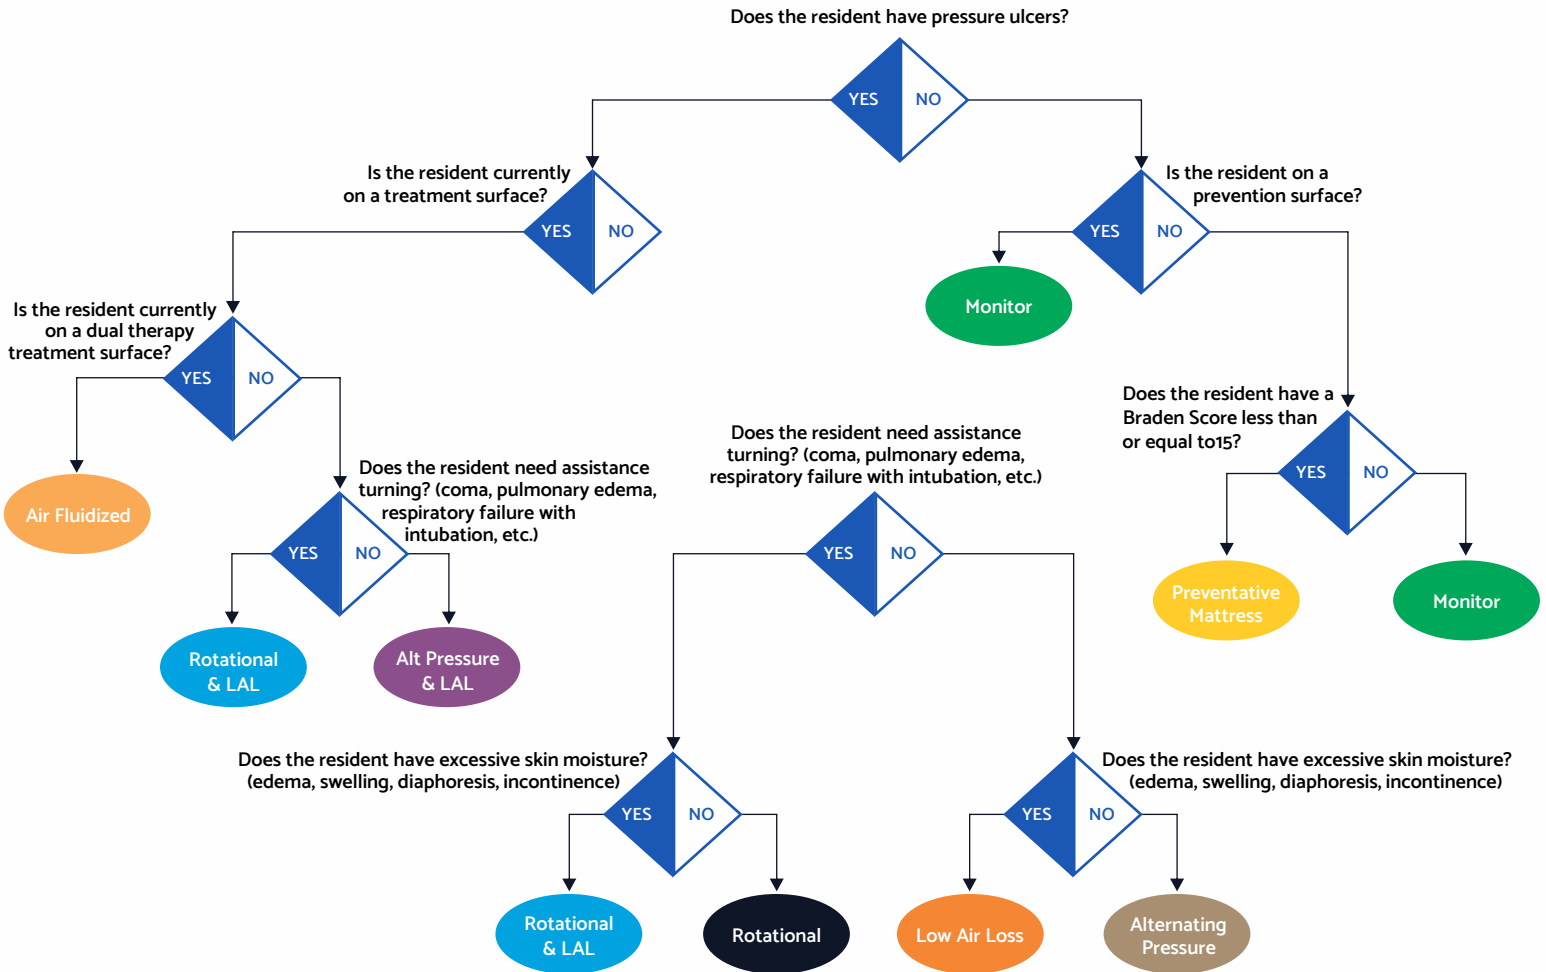 Does the resident have pressure ulcers?
YES
NO
Is the resident currently
on a treatment surface?
YES
NO
Is the resident on a
prevention surface?
YES
NO
Monitor
Is the resident currently
on a dual therapy
treatment surface?
YES
NO
Air Fluidized
Does the resident need assistance
turning? (coma, pulmonary edema,
respiratory failure with
intubation, etc.)
YES
NO
Rotational
& LAL
Alt Pressure
& LAL
Does the resident have a
Braden Score less than
or equal to15?
YES
NO
Preventative
Mattress
Monitor
Does the resident need assistance
turning? (coma, pulmonary edema,
respiratory failure with intubation, etc.)
YES
NO
Does the resident have excessive skin moisture?
(edema, swelling, diaphoresis, incontinence)
YES
NO
Rotational
& LAL
Rotational
Does the resident have excessive skin moisture?
(edema, swelling, diaphoresis, incontinence)
YES
NO
Low Air Loss
Alternating
Pressure